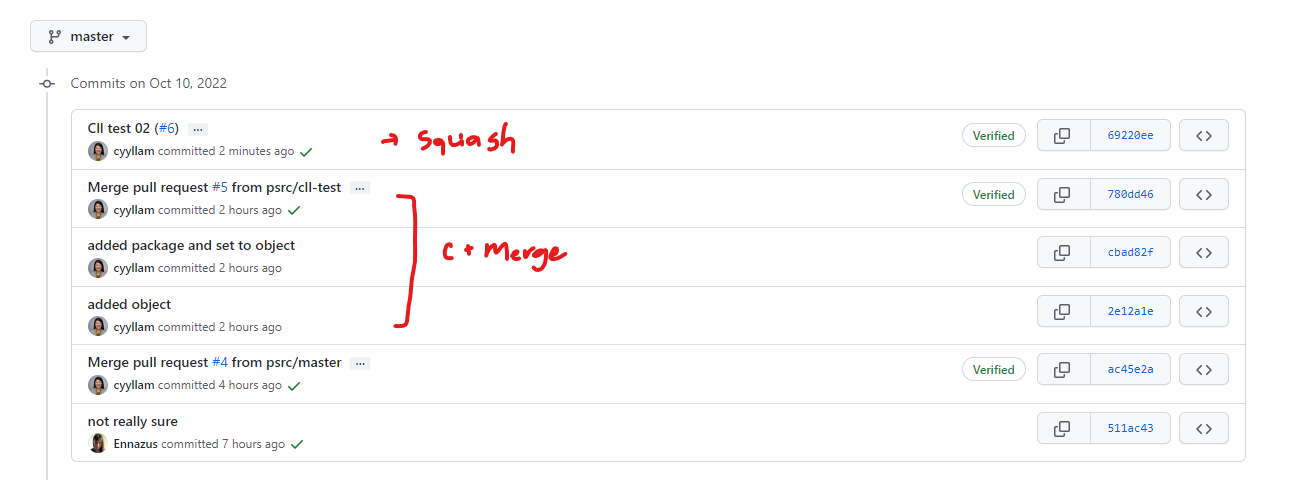 master
Commits on Oct 10, 2022
Cll test 02 (#6) ...
cyyllam committed 2 minutes ago
→ Squash
Verified
69220ee
Merge pull request #5 from psrc/cll-test ...
cyyllam committed 2 hours ago
Verified
780dd46
added package and set to object
cyyllam committed 2 hours ago
C + Merge
cbad82f
added object
cyyllam committed 2 hours ago
2e12a1e
Merge pull request #4 from psrc/master ...
cyyllam committed 4 hours ago
Verified
ac45e2a
not really sure
Ennazus committed 7 hours ago
511ac43